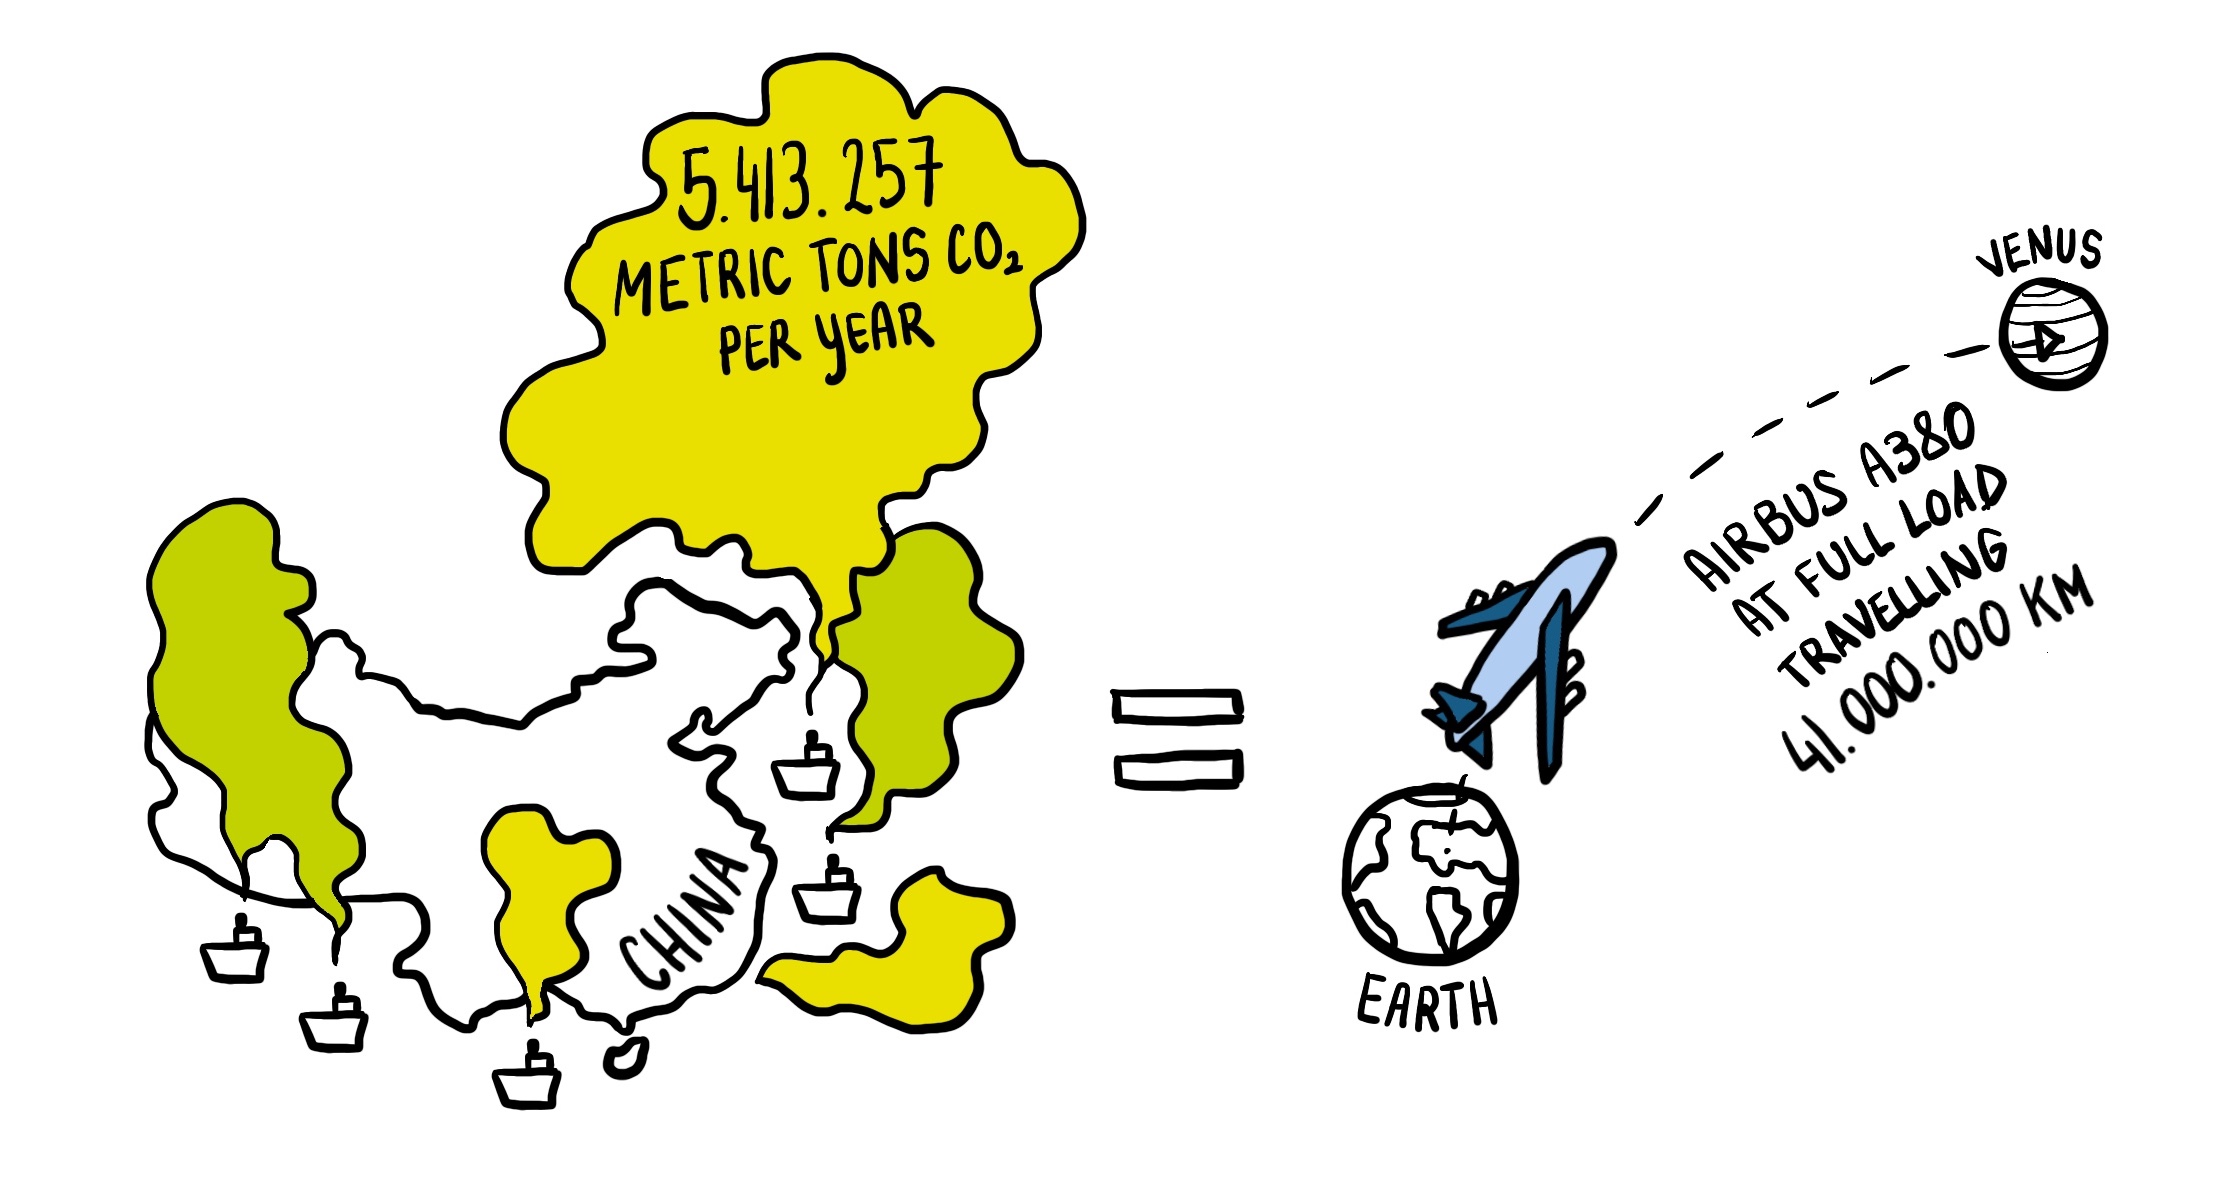 5.413.257
METRIC TONS CO₂
PER YEAR
CHINA
VENUS
AIRBUS A380
AT FULL LOAD
TRAVELLING
41.000.000 KM
EARTH